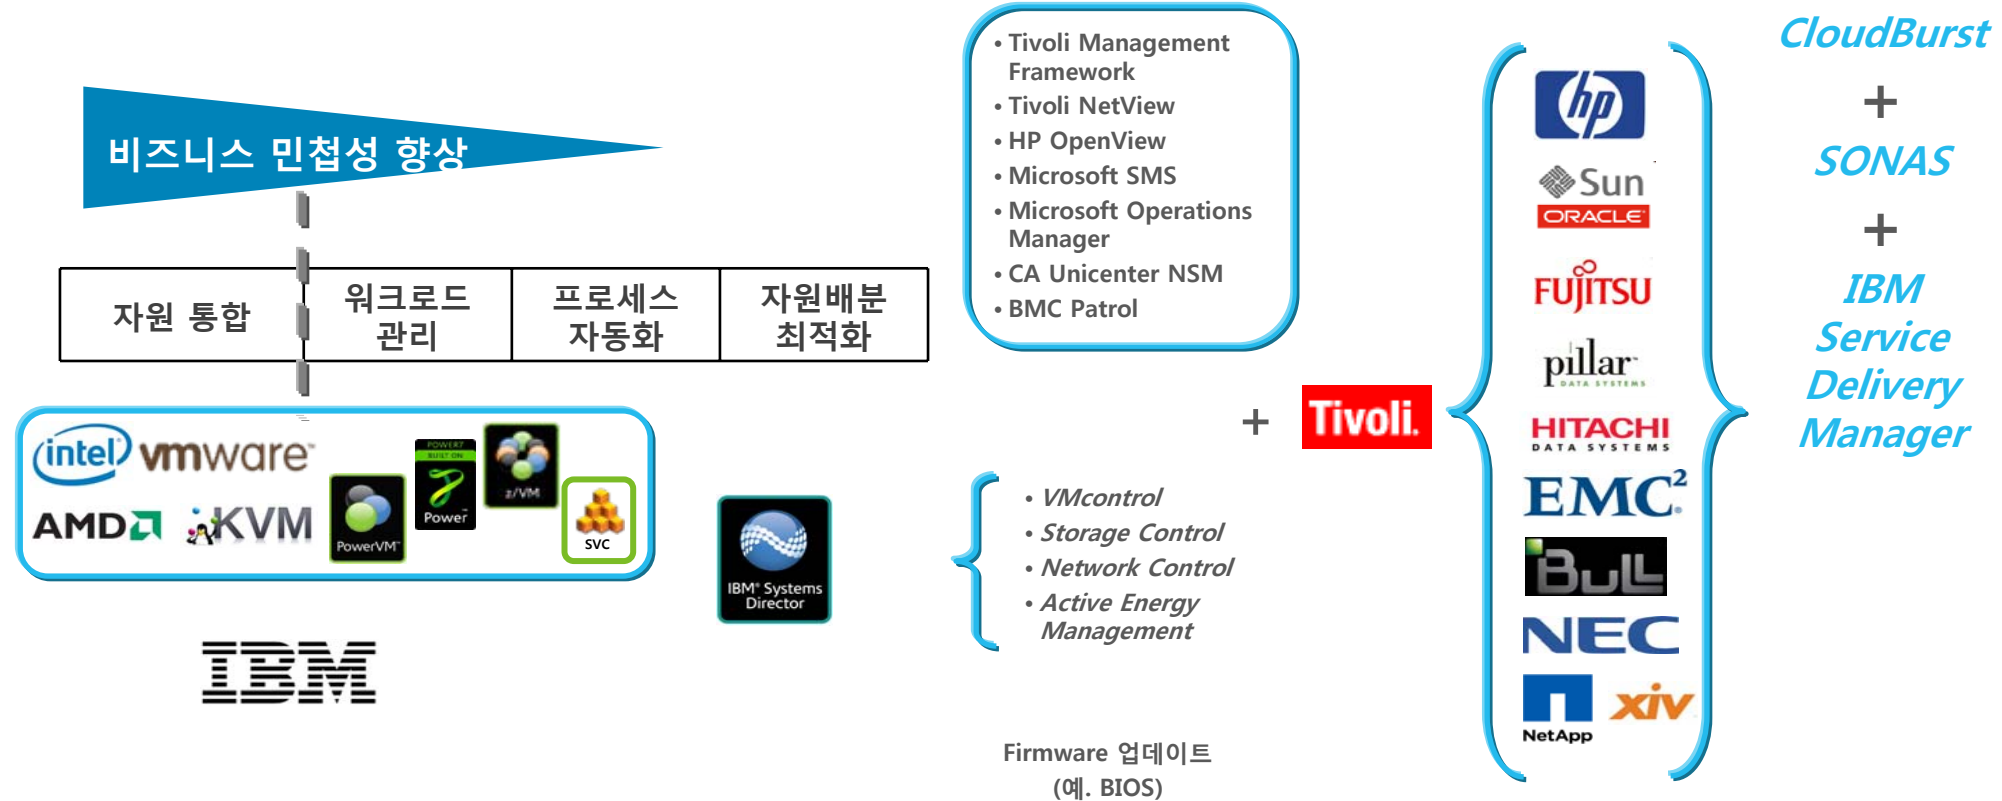 비즈니스 민첩성 향상
자원 통합
워크로드
관리
프로세스
자동화
자원배분
최적화
intel
vmware
AMD
KVM
PowerVM
POWER7
BUILT ON
Power
z/VM
SVC
IBM
IBM® Systems
Director
• Tivoli Management
Framework
• Tivoli NetView
• HP OpenView
• Microsoft SMS
• Microsoft Operations
Manager
• CA Unicenter NSM
• BMC Patrol
• VMcontrol
• Storage Control
• Network Control
• Active Energy
Management
Firmware 업데이트
(예. BIOS)
+
Tivoli.
hp
Sun
ORACLE
FUJITSU
pillar
DATA SYSTEMS
HITACHI
DATA SYSTEMS
EMC²
Bull
NEC
NetApp
xiv
CloudBurst
+
SONAS
+
IBM
Service
Delivery
Manager